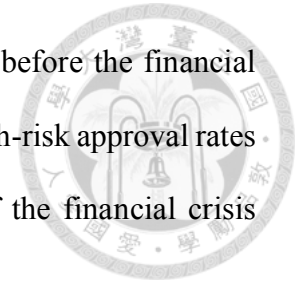 before the financial
h-risk approval rates
f the financial crisis